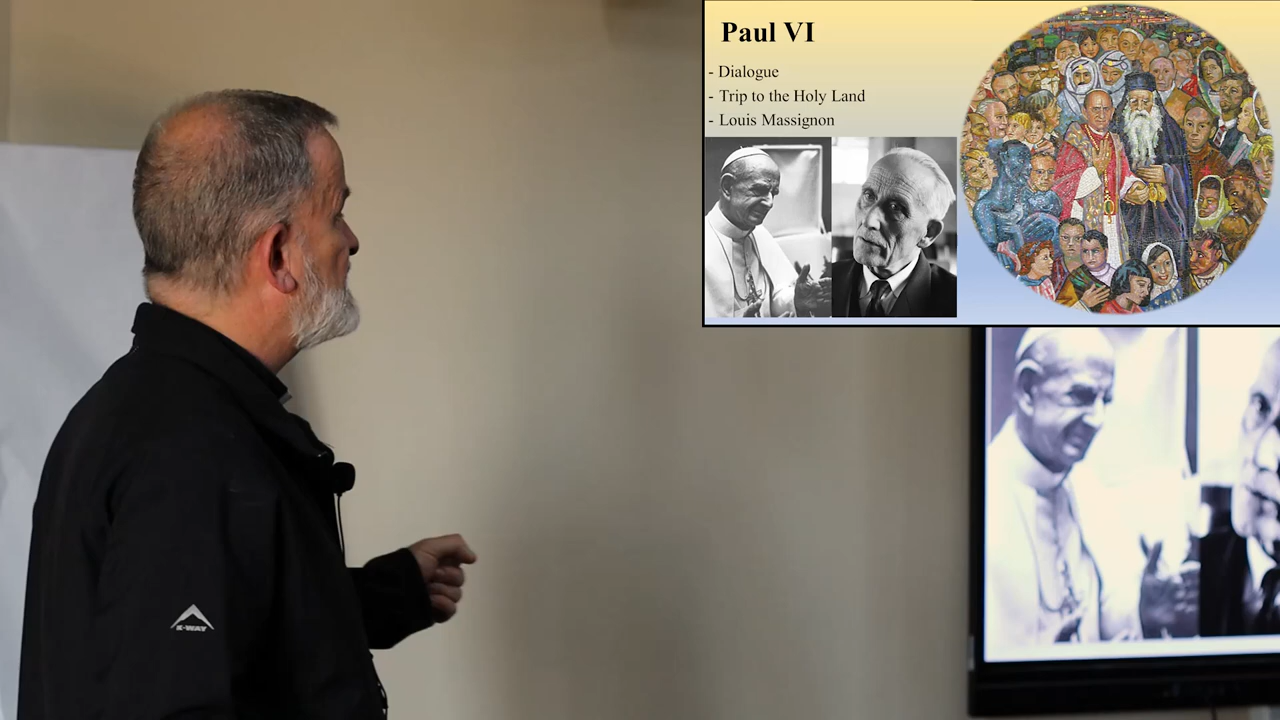 Paul VI
- Dialogue
- Trip to the Holy Land
- Louis Massignon
K-WAY